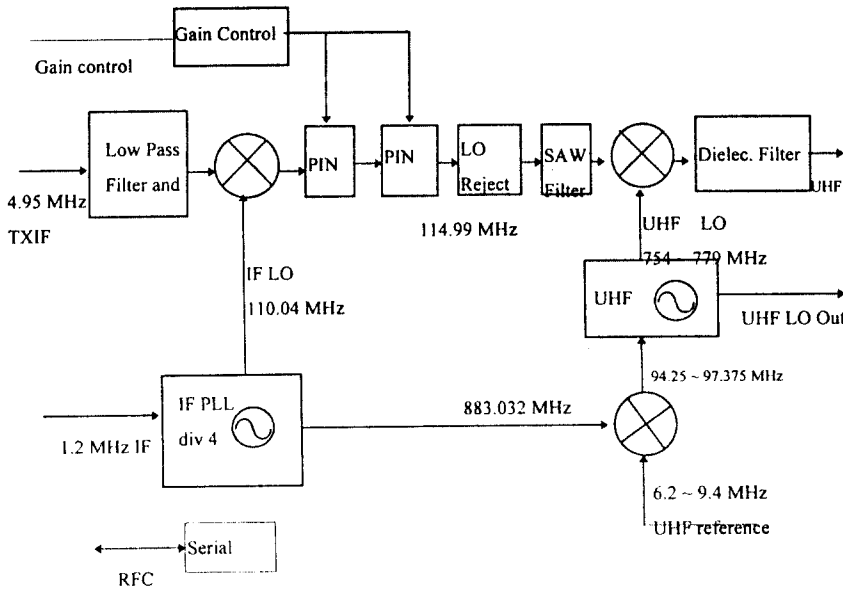 Gain Control
Gain control
Low Pass
Filter and
PIN
PIN
LO
Reject
SAW
Filter
Dielec. Filter
UHF
4.95 MHz
TXIF
114.99 MHz
UHF LO
754 ~ 779 MHz
IF LO
110.04 MHz
UHF
UHF LO Out
94.25 ~ 97.375 MHz
IF PLL
div 4
883.032 MHz
1.2 MHz IF
6.2 ~ 9.4 MHz
UHF reference
Serial
RFC